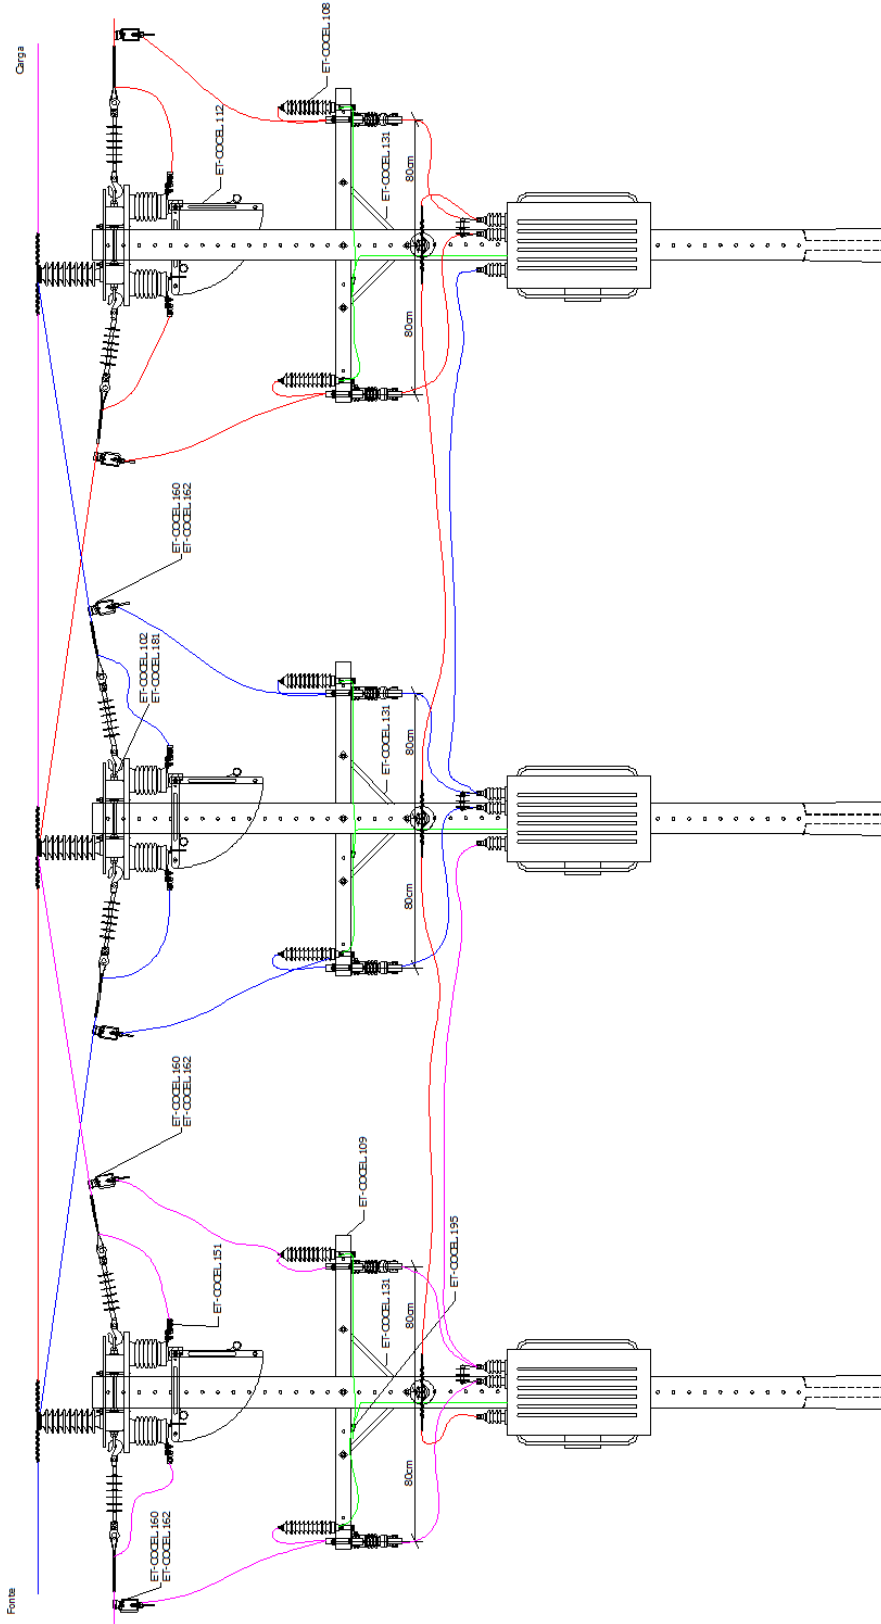 Carga
ET-COCEL 108
ET-COCEL 112
ET-COCEL 131
80cm
80cm
ET-COCEL 160
ET-COCEL 162
ET-COCEL 102
ET-COCEL 181
ET-COCEL 131
80cm
80cm
ET-COCEL 160
ET-COCEL 162
ET-COCEL 109
ET-COCEL 195
ET-COCEL 151
ET-COCEL 131
80cm
80cm
ET-COCEL 160
ET-COCEL 162
Fonte